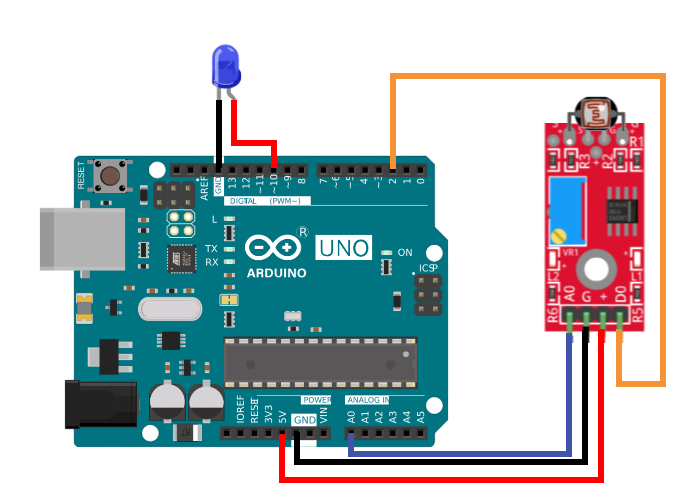 RESET
AREF
GND
13
12
~11
~10
~9
8
7
~6
~5
4
~3
2
1
0
DIGITAL (PWM~)
L
TX
RX
®
UNO
ARDUINO
ON
ICSP
POWER
ANALOG IN
IOREF
RESET
3V3
5V
GND
VIN
A0
A1
A2
A3
A4
A5
R1
R3
R2
VR1
L2
L1
A0
G
+
D0
R6
R5